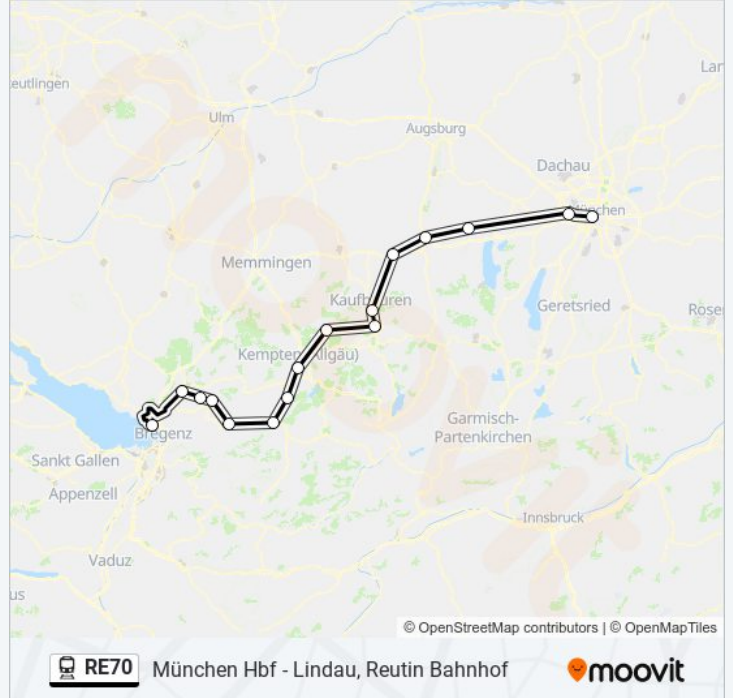 eutlingen
Ulm
Lan
Augsburg
Dachau
München
Memmingen
Kaufbeuren
Geretsried
Rose
Kempten (Allgäu)
Garmisch-
Partenkirchen
Bregenz
Sankt Gallen
Appenzell
Innsbruck
Vaduz
us
moovit
© OpenStreetMap contributors | © OpenMapTiles
RE70 München Hbf - Lindau, Reutin Bahnhof moovit